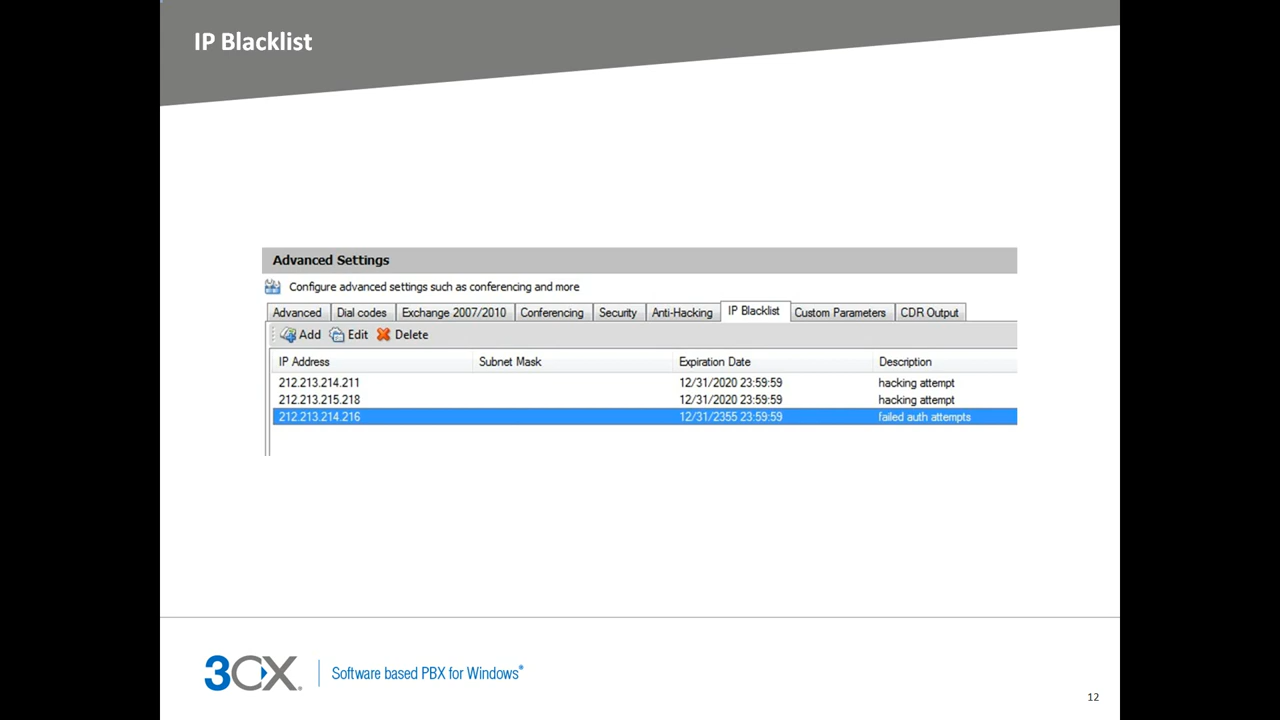 IP Blacklist
Advanced Settings
Configure advanced settings such as conferencing and more
Advanced Dial codes Exchange 2007/2010 Conferencing Security Anti-Hacking IP Blacklist Custom Parameters CDR Output
Add Edit Delete
IP Address Subnet Mask Expiration Date Description
212.213.214.211 12/31/2020 23:59:59 hacking attempt
212.213.215.218 12/31/2020 23:59:59 hacking attempt
212.213.214.216 12/31/2355 23:59:59 failed auth attempts
3CX® Software based PBX for Windows®
12